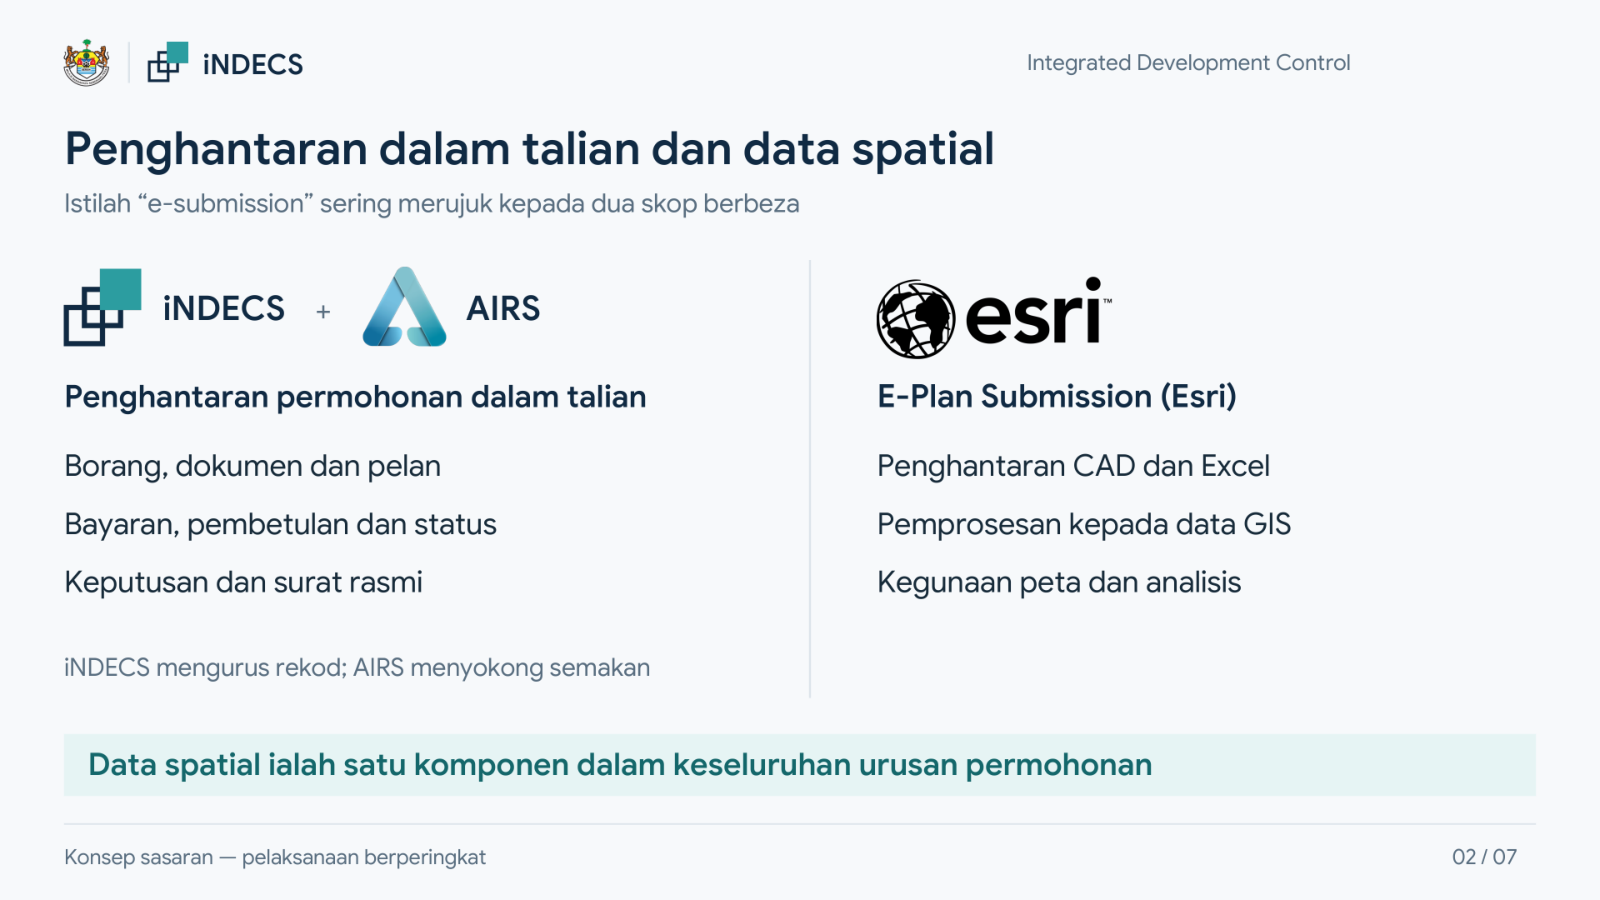 iNDECS
Integrated Development Control
Penghantaran dalam talian dan data spatial
Istilah “e-submission” sering merujuk kepada dua skop berbeza
iNDECS + AIRS
Penghantaran permohonan dalam talian
Borang, dokumen dan pelan
Bayaran, pembetulan dan status
Keputusan dan surat rasmi
iNDECS mengurus rekod; AIRS menyokong semakan
esri™
E-Plan Submission (Esri)
Penghantaran CAD dan Excel
Pemprosesan kepada data GIS
Kegunaan peta dan analisis
Data spatial ialah satu komponen dalam keseluruhan urusan permohonan
Konsep sasaran — pelaksanaan berperingkat
02 / 07